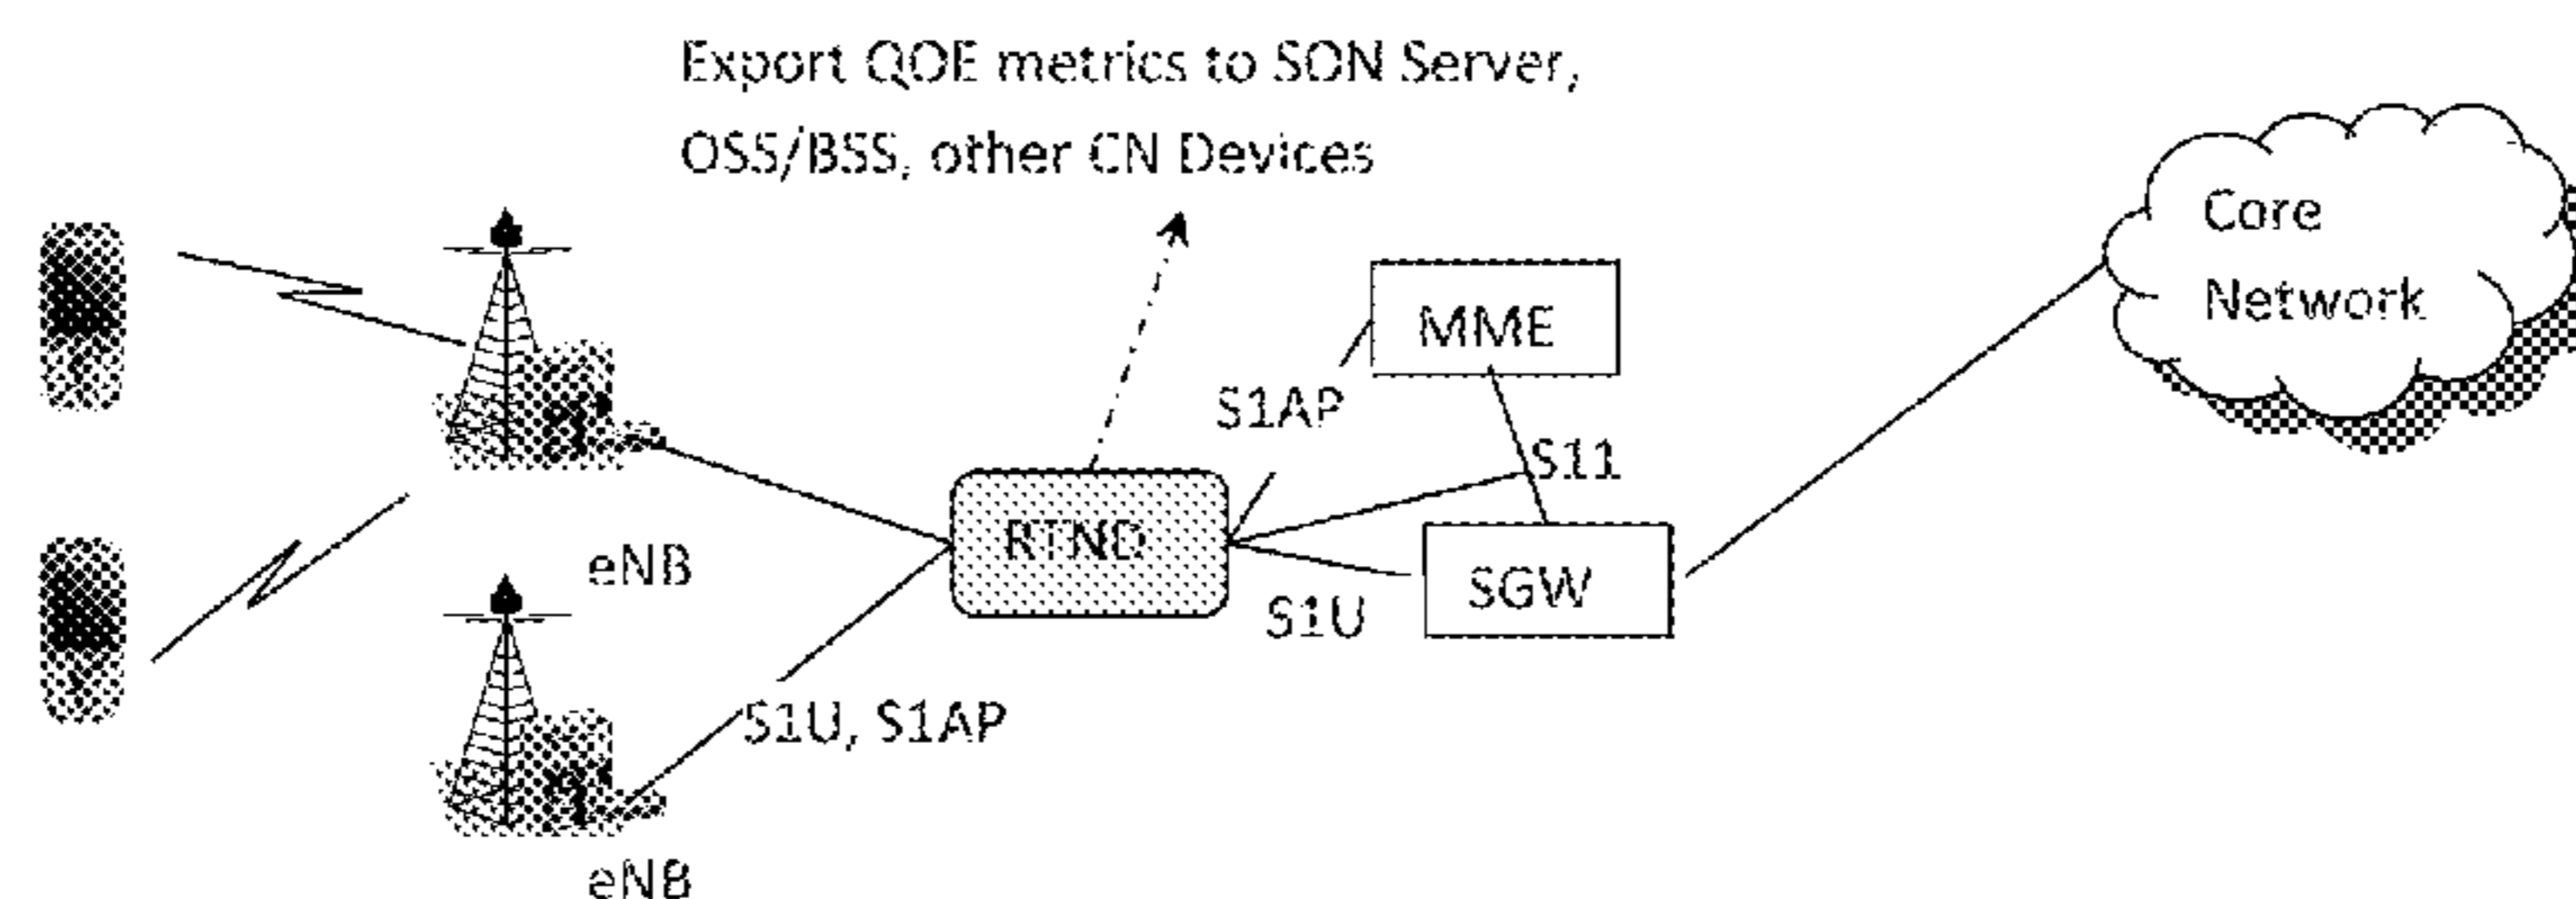 Export QOE metrics to SON Server,
OSS/BSS, other CN Devices
Core
Network
MME
S1AP
S11
RTND
eNB
SGW
S1U
S1U, S1AP
eNB